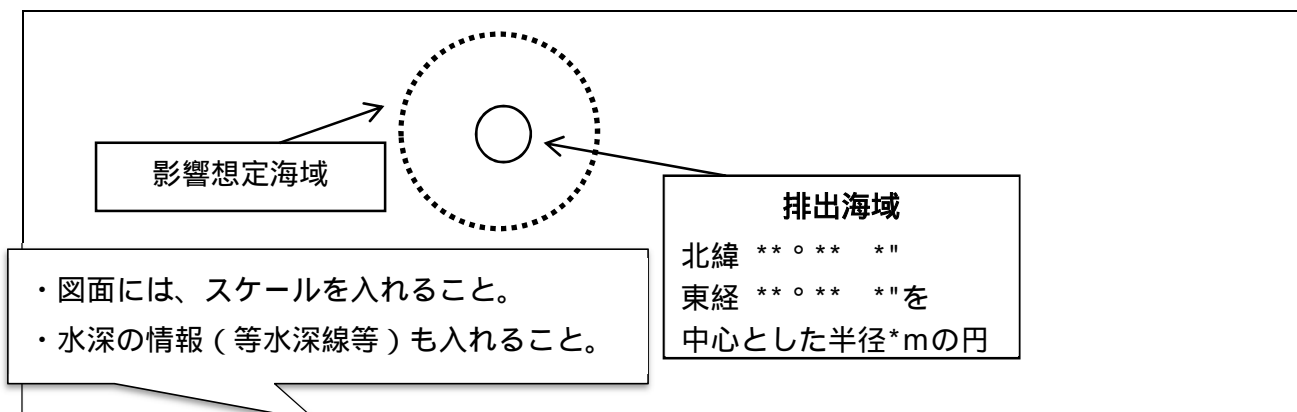 影響想定海域
排出海域
北緯 **°** *"
東経 **°** *"を
中心とした半径*mの円
・図面には、スケールを入れること。
・水深の情報(等水深線等)も入れること。